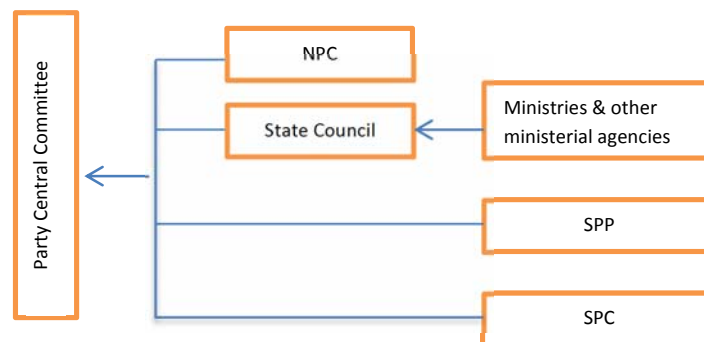 Party Central Committee
NPC
State Council
Ministries & other
ministerial agencies
SPP
SPC